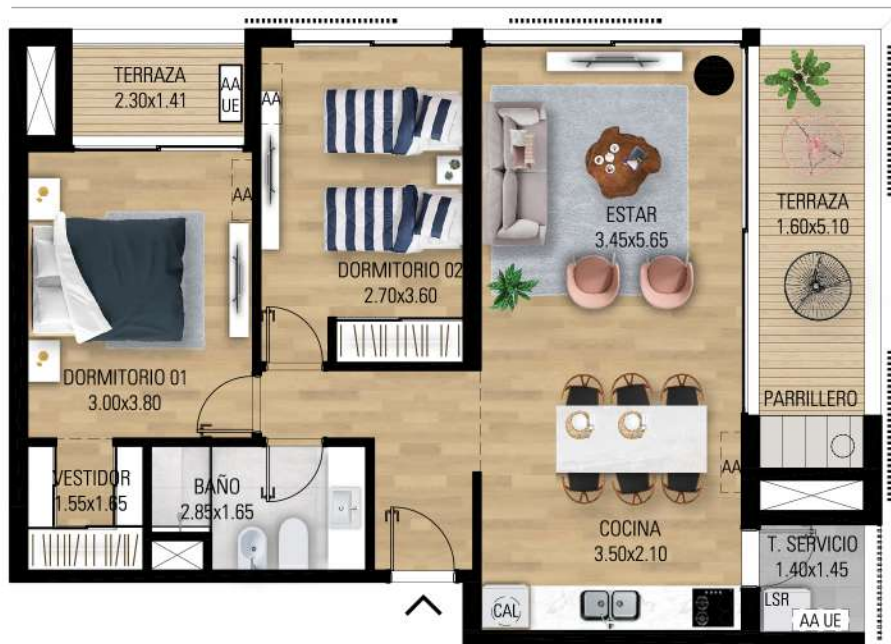 TERRAZA
2.30x1.41
AA
UE
AA
AA
DORMITORIO 02
2.70x3.60
ESTAR
3.45x5.65
TERRAZA
1.60x5.10
DORMITORIO 01
3.00x3.80
PARRILLERO
VESTIDOR
1.55x1.65
BAÑO
2.85x1.65
AA
COCINA
3.50x2.10
T. SERVICIO
1.40x1.45
CAL
LSR
AA UE